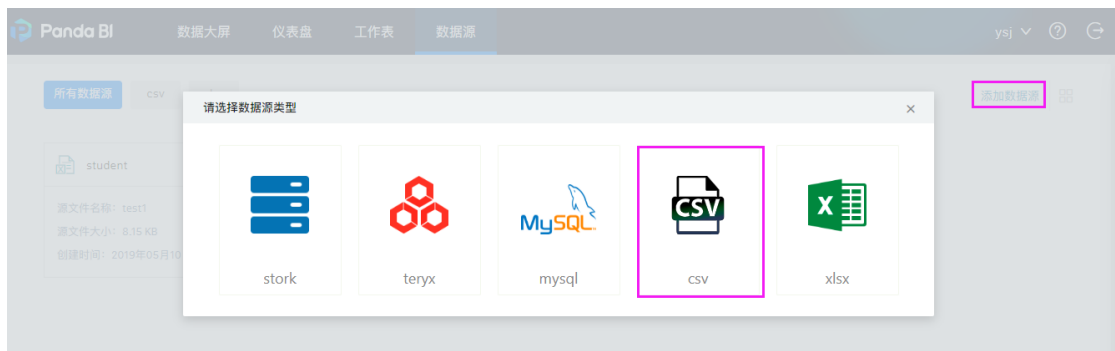 Panda BI 数据大屏 仪表盘 工作表 数据源 ysj
所有数据源 csv 添加数据源
请选择数据源类型
student
源文件名称：test1
源文件大小：8.15 KB
创建时间：2019年05月10
MySQL CSV X
stork teryx mysql csv xlsx